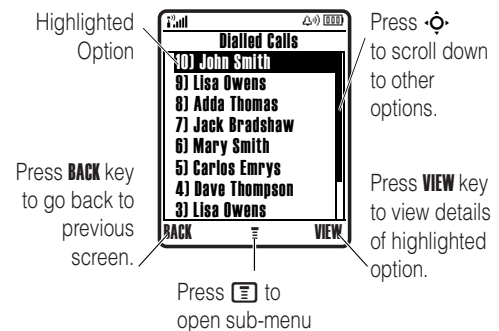 Highlighted
Option
Dialled Calls
10) John Smith
9) Lisa Owens
8) Adda Thomas
7) Jack Bradshaw
6) Mary Smith
5) Carlos Emrys
4) Dave Thompson
3) Lisa Owens
BACK VIEW
Press
to scroll down
to other
options.
Press BACK key
to go back to
previous
screen.
Press VIEW key
to view details
of highlighted
option.
Press to
open sub-menu